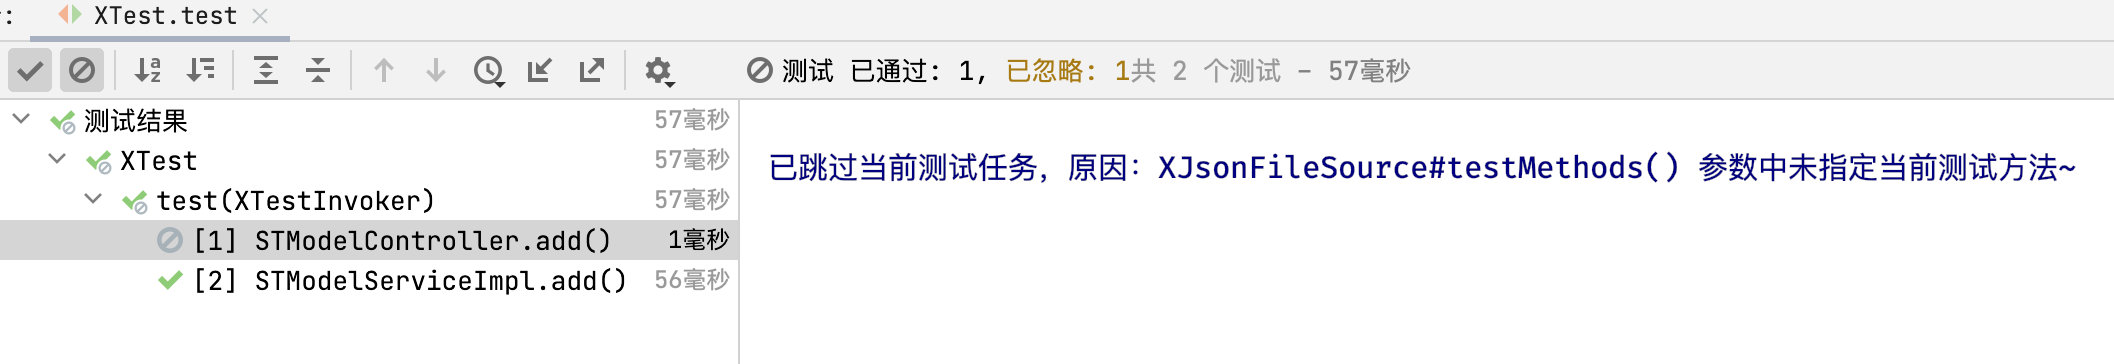 :
XTest.test
测试 已通过: 1, 已忽略: 1共 2 个测试 – 57毫秒
测试结果 57毫秒
XTest 57毫秒
test(XTestInvoker) 57毫秒
[1] STModelController.add() 1毫秒
[2] STModelServiceImpl.add() 56毫秒
已跳过当前测试任务，原因：XJsonFileSource#testMethods() 参数中未指定当前测试方法~